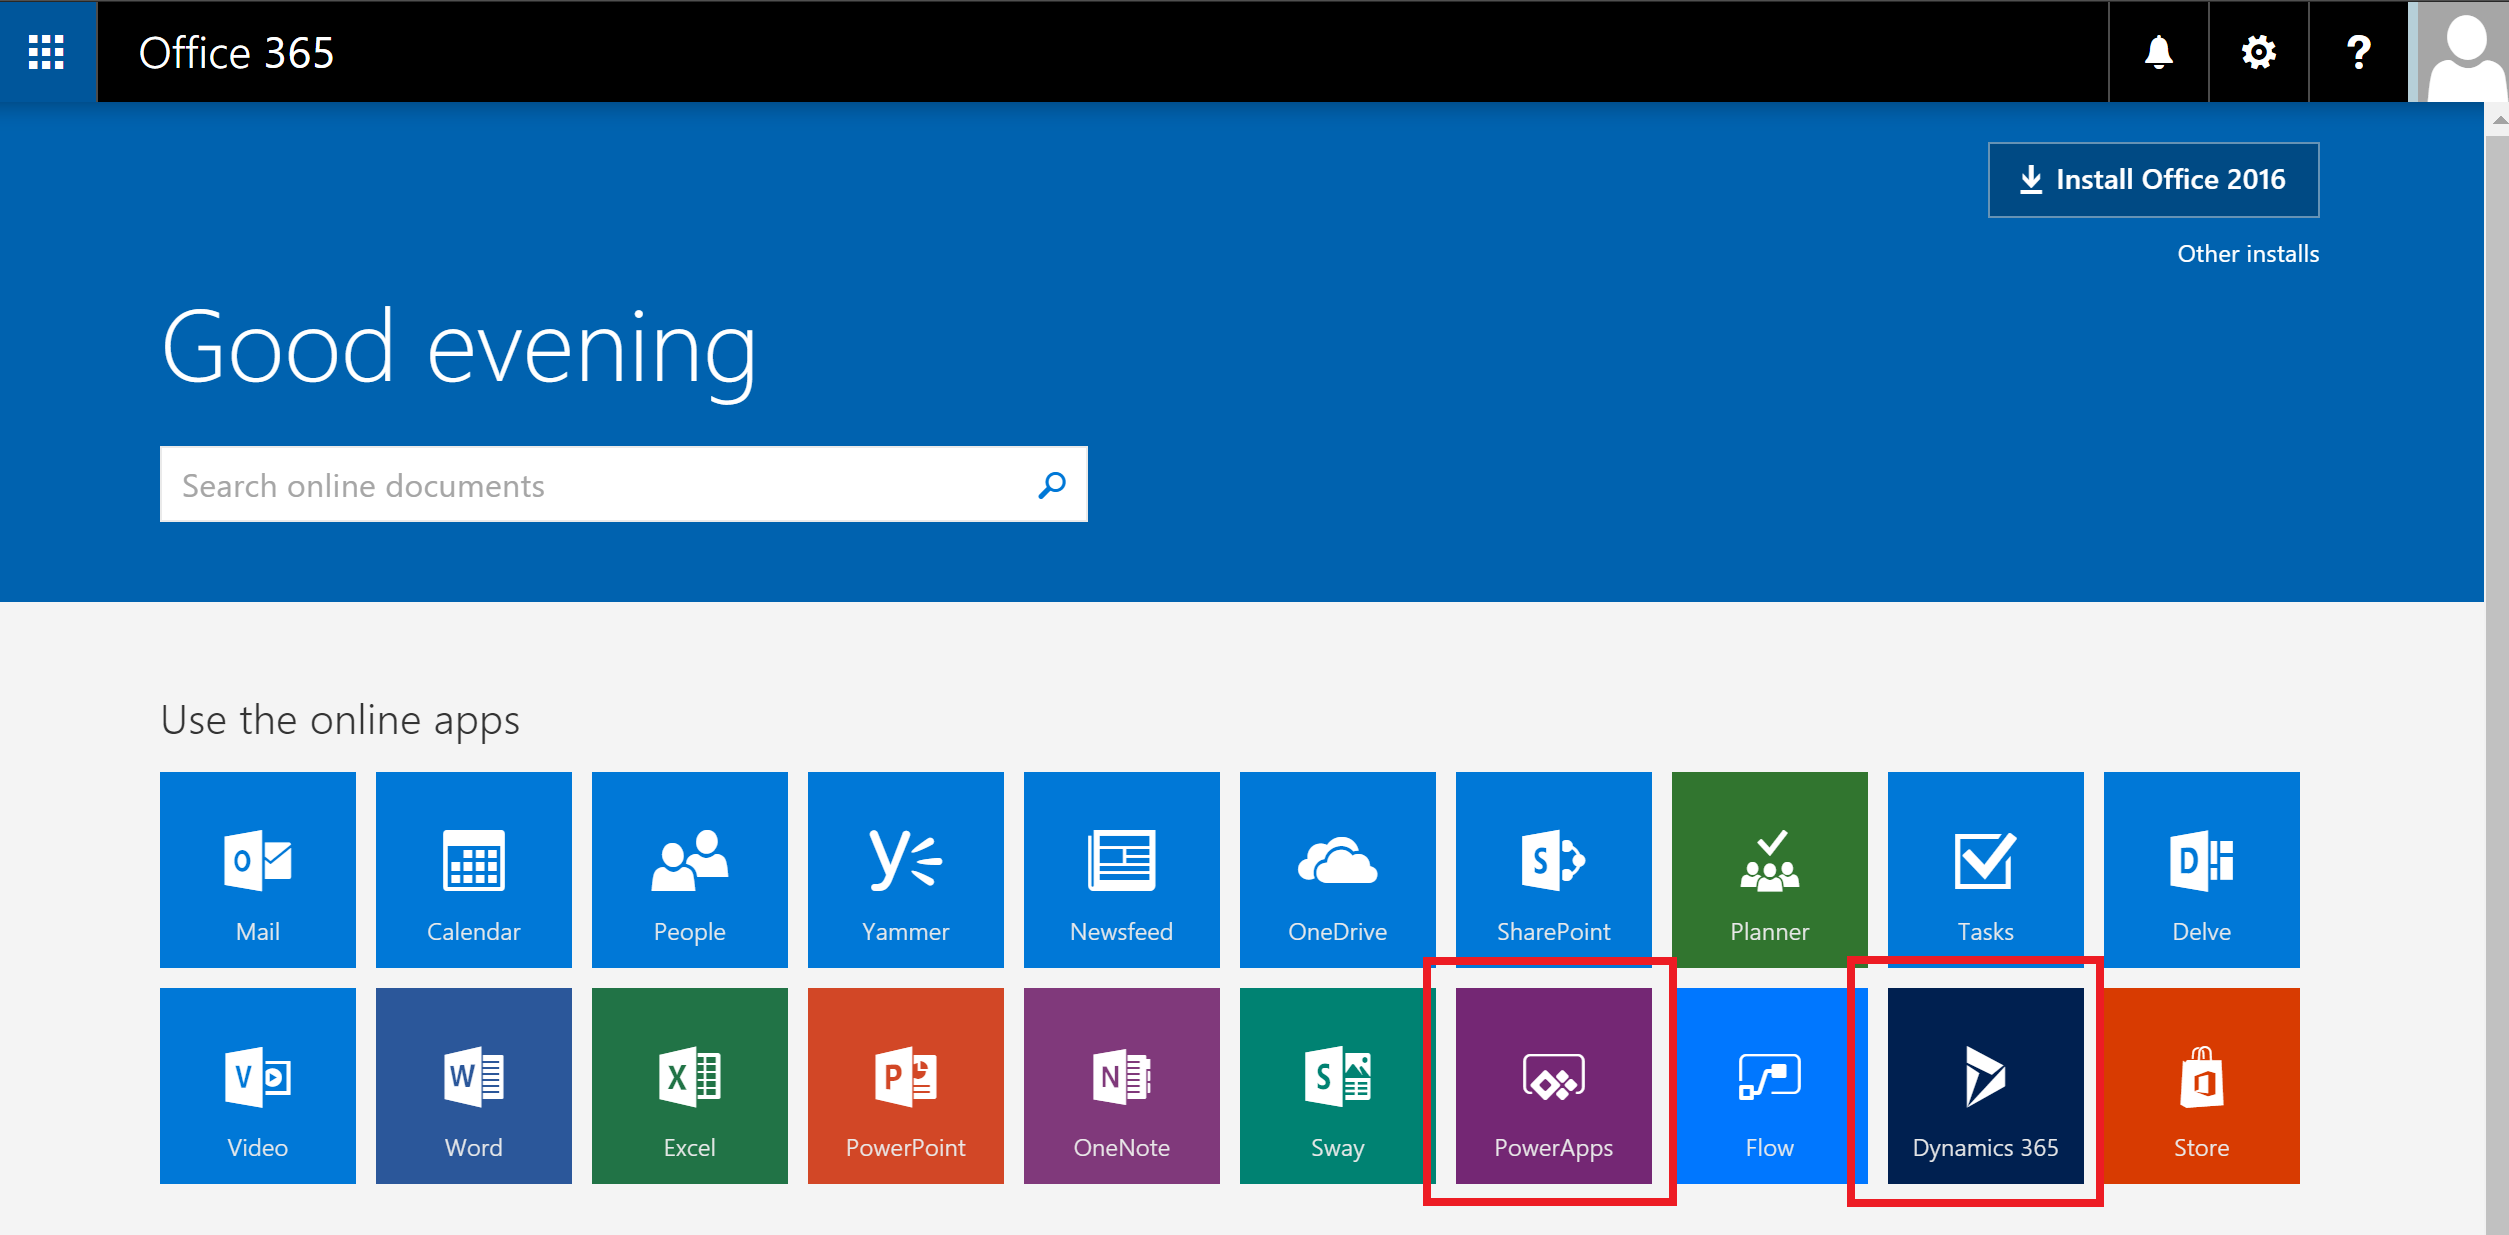 Office 365
?
Install Office 2016
Other installs
Good evening
Search online documents
Use the online apps
O
Mail
Calendar
People
y
Yammer
Newsfeed
OneDrive
S
SharePoint
Planner
Tasks
D
Delve
V
Video
W
Word
X
Excel
P
PowerPoint
N
OneNote
S
Sway
PowerApps
Flow
Dynamics 365
Store